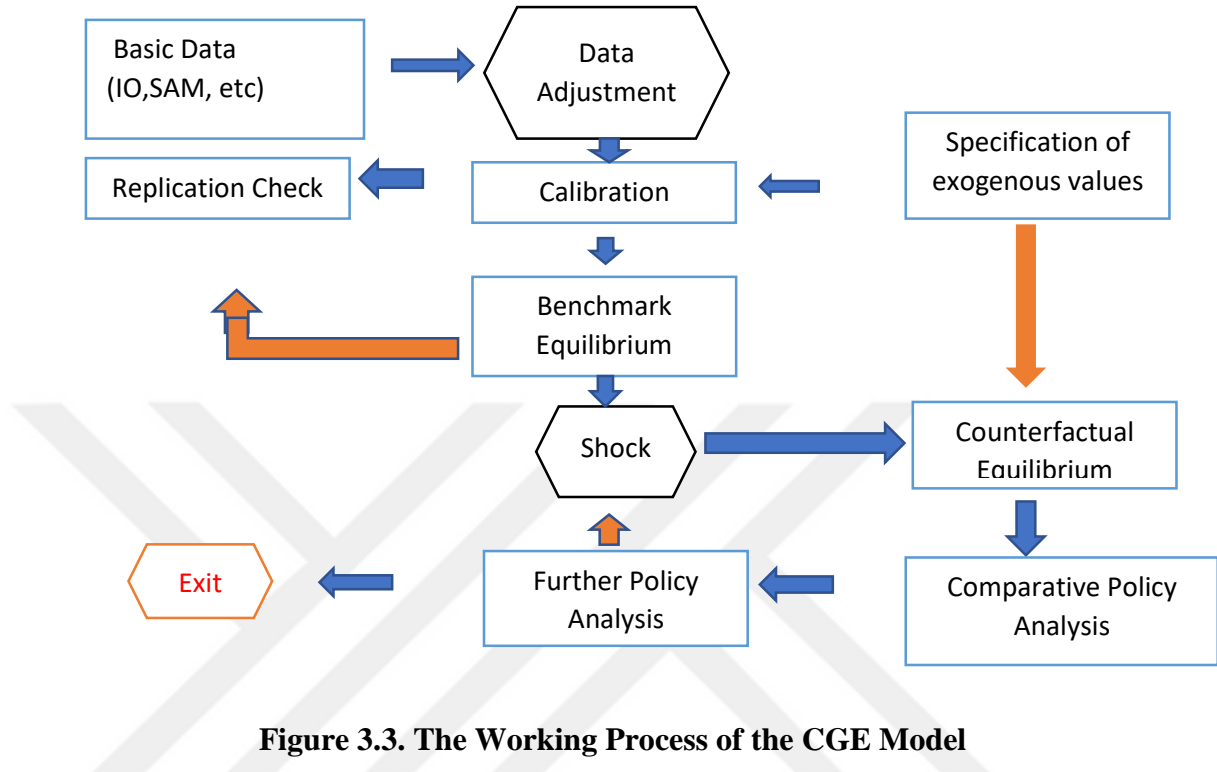 Basic Data
(IO,SAM, etc)
Data
Adjustment
Specification of
exogenous values
Replication Check
Calibration
Benchmark
Equilibrium
Shock
Counterfactual
Equilibrium
Exit
Further Policy
Analysis
Comparative Policy
Analysis
Figure 3.3. The Working Process of the CGE Model